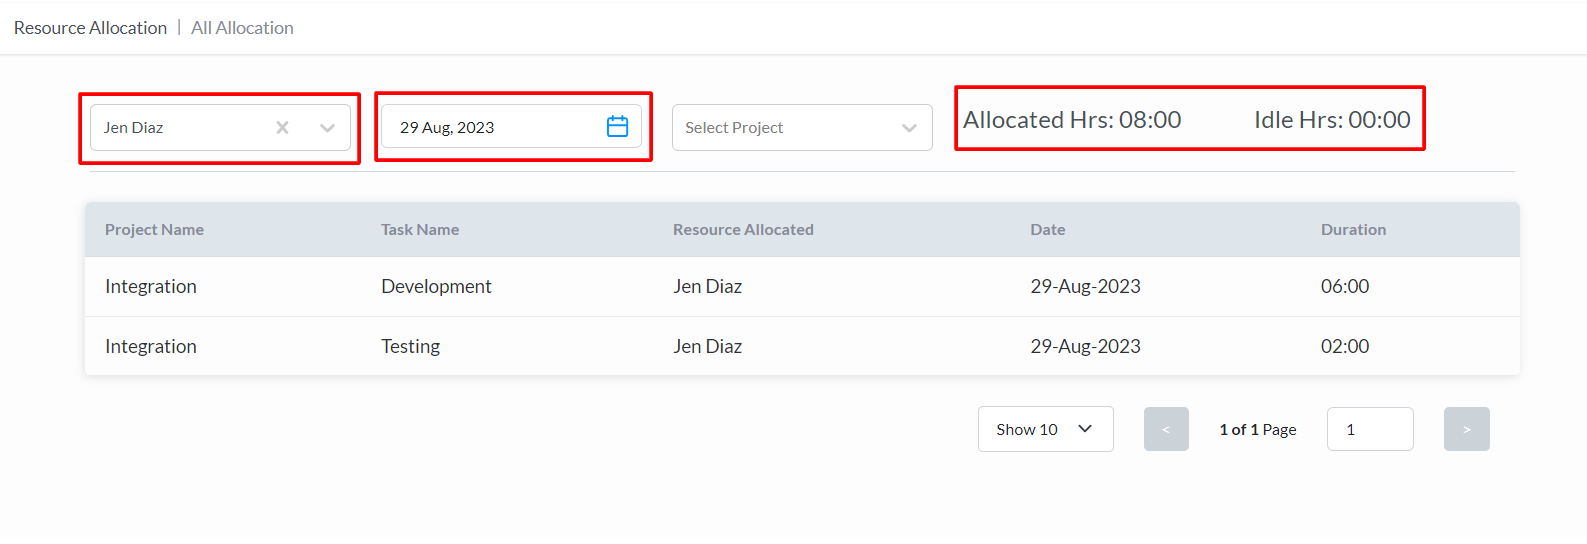 Resource Allocation | All Allocation
Jen Diaz 29 Aug, 2023 Select Project Allocated Hrs: 08:00 Idle Hrs: 00:00
Project Name Task Name Resource Allocated Date Duration
Integration Development Jen Diaz 29-Aug-2023 06:00
Integration Testing Jen Diaz 29-Aug-2023 02:00
Show 10 < 1 of 1 Page 1 >